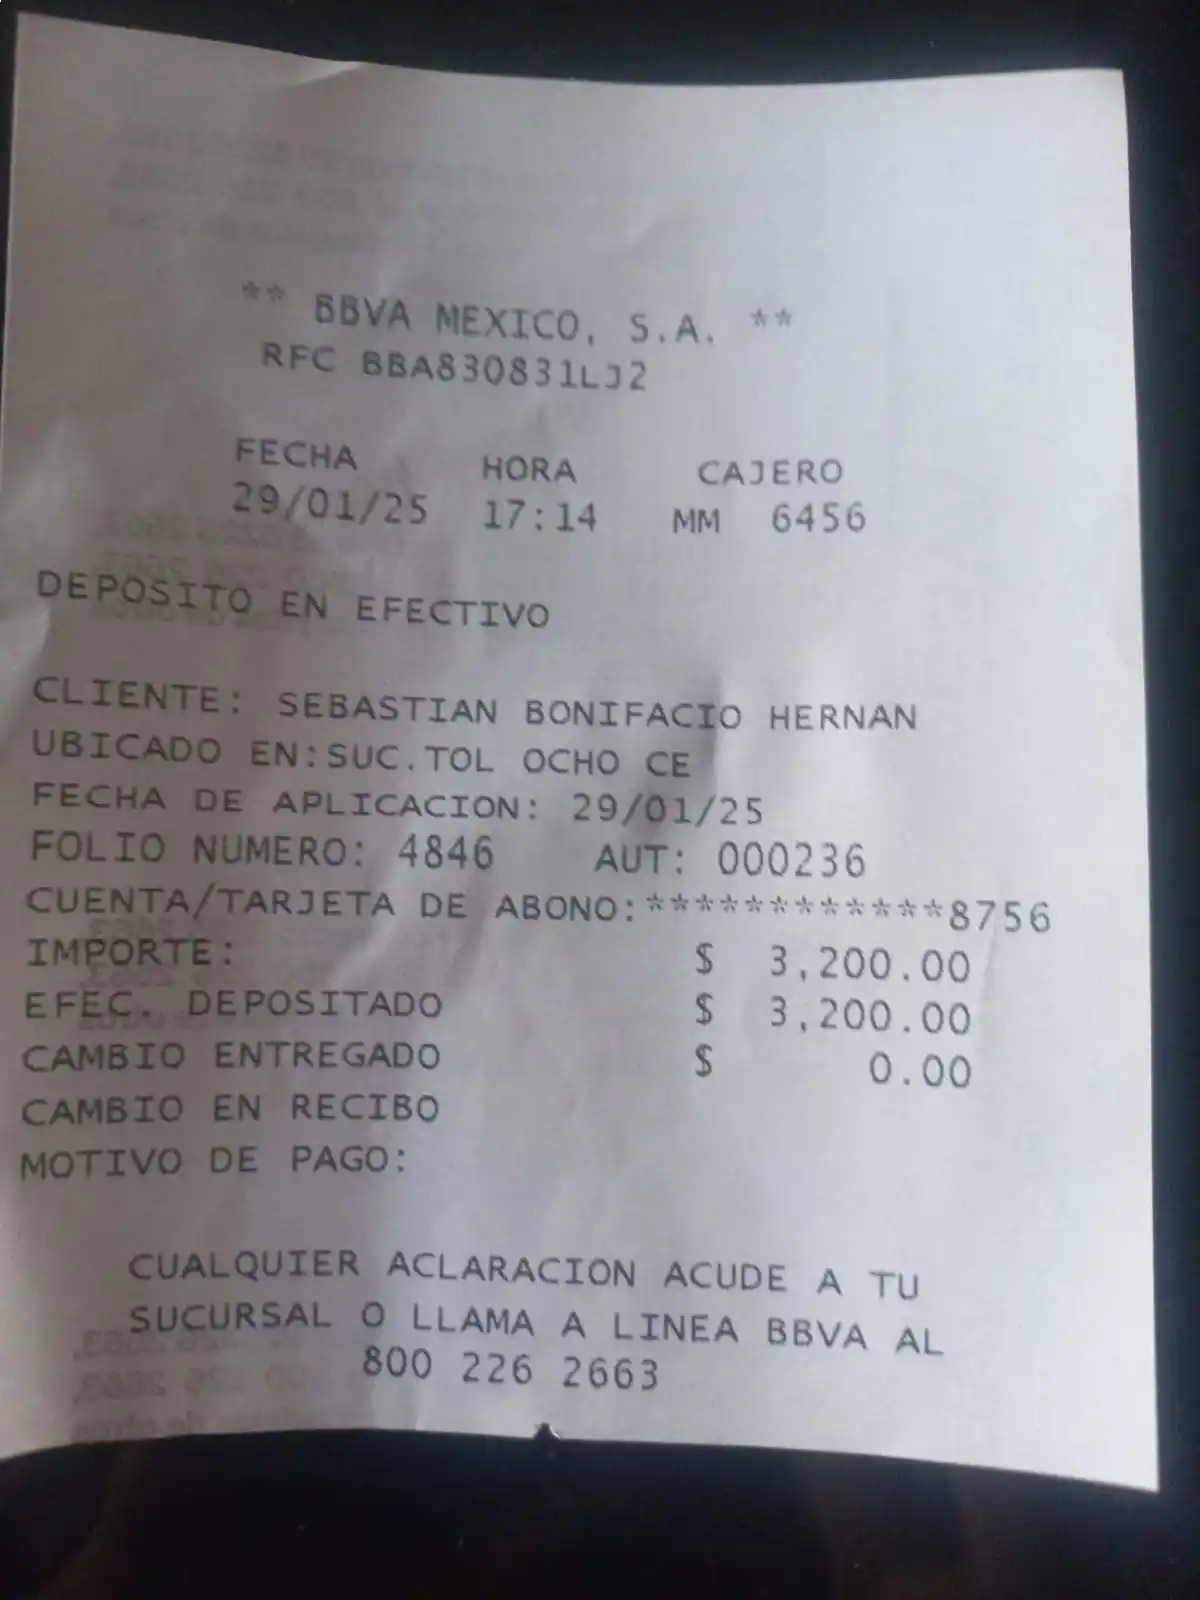 ** BBVA MEXICO, S.A. **
RFC BBA830831LJ2
FECHA HORA CAJERO
29/01/25 17:14 MM 6456
DEPOSITO EN EFECTIVO
CLIENTE: SEBASTIAN BONIFACIO HERNAN
UBICADO EN:SUC.TOL OCHO CE
FECHA DE APLICACION: 29/01/25
FOLIO NUMERO: 4846 AUT: 000236
CUENTA/TARJETA DE ABONO:************8756
IMPORTE: $ 3,200.00
EFEC. DEPOSITADO $ 3,200.00
CAMBIO ENTREGADO $ 0.00
CAMBIO EN RECIBO
MOTIVO DE PAGO:
CUALQUIER ACLARACION ACUDE A TU
SUCURSAL O LLAMA A LINEA BBVA AL
800 226 2663